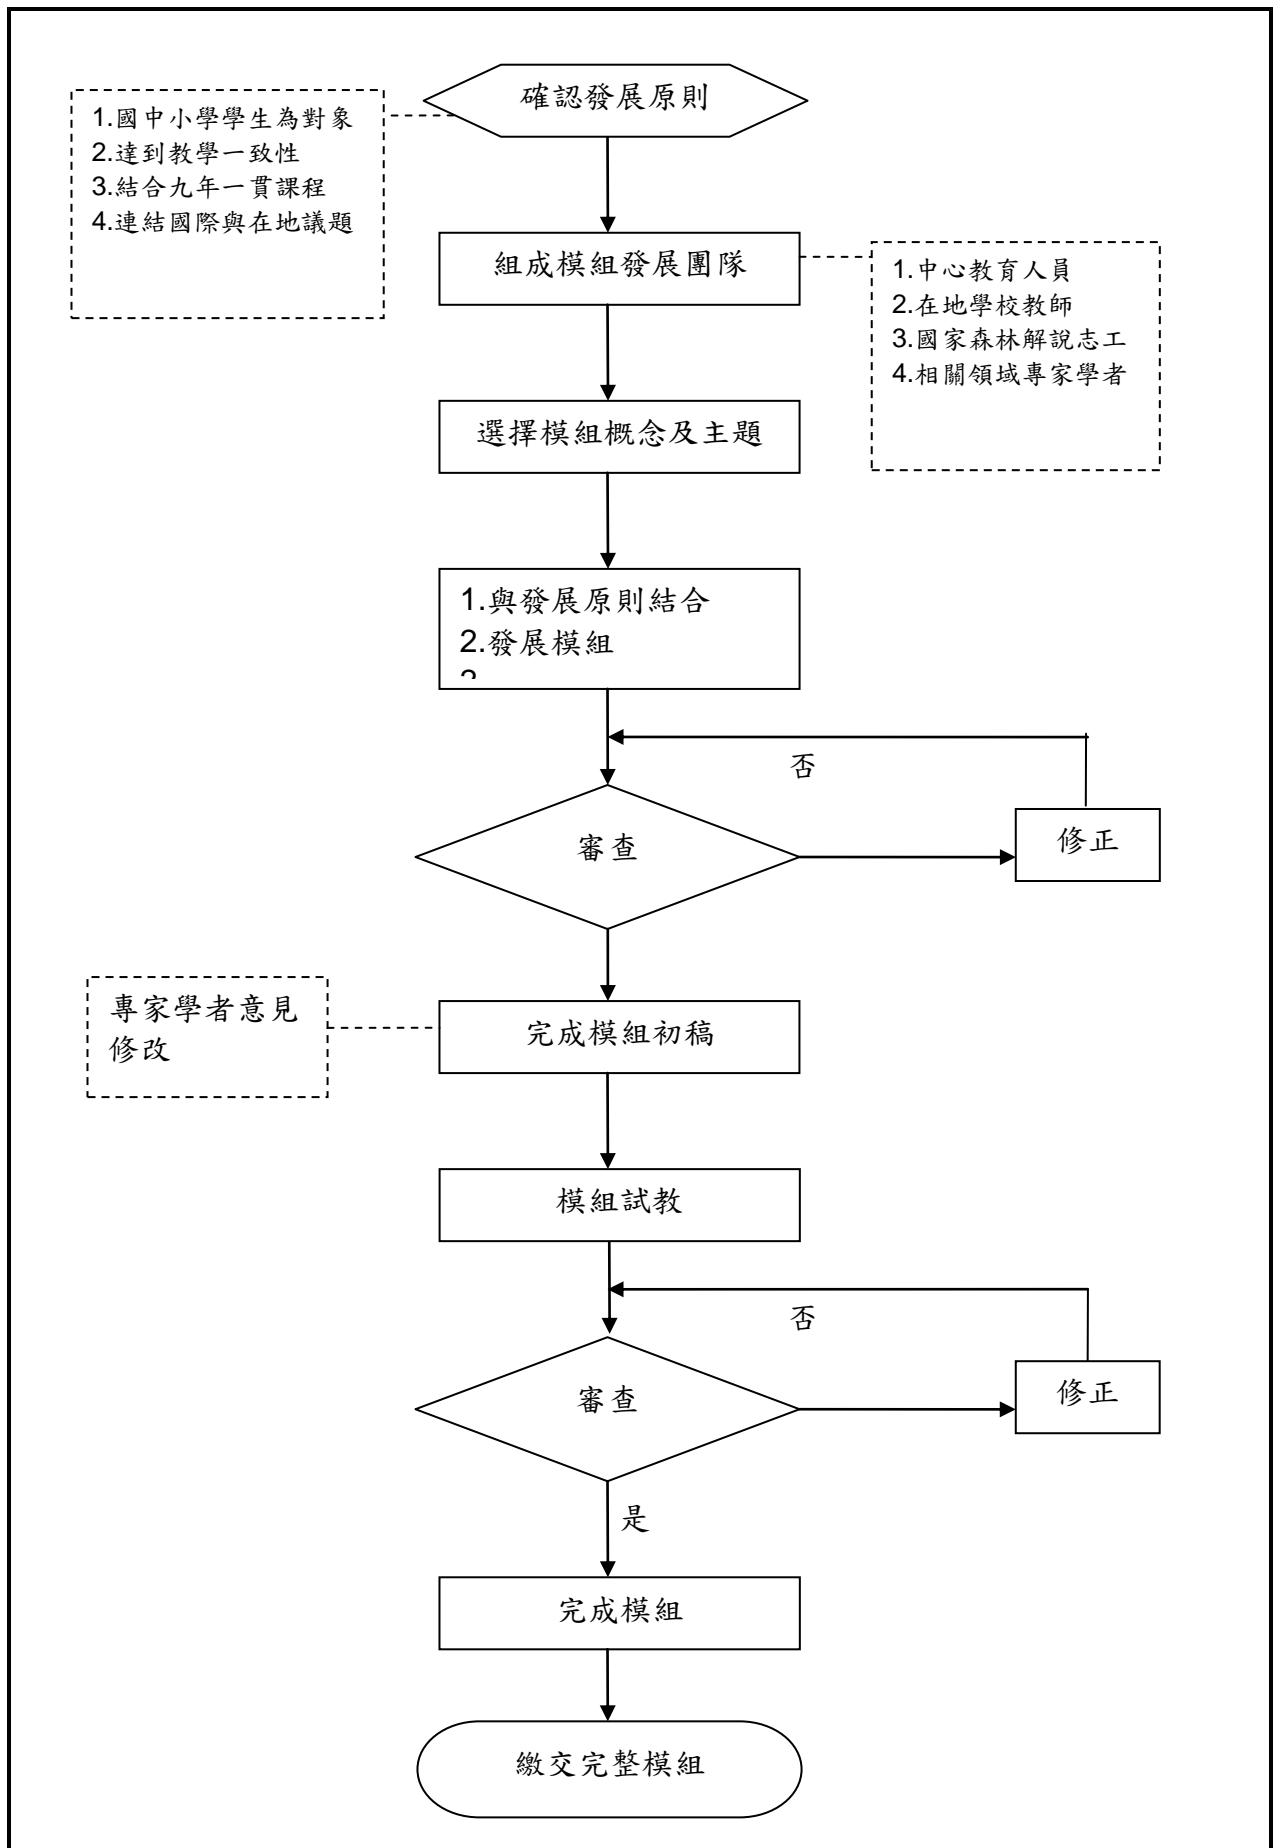 確認發展原則
1.國中小學學生為對象
2.達到教學一致性
3.結合九年一貫課程
4.連結國際與在地議題
組成模組發展團隊
1.中心教育人員
2.在地學校教師
3.國家森林解說志工
4.相關領域專家學者
選擇模組概念及主題
1.與發展原則結合
2.發展模組
否
審查
修正
專家學者意見
修改
完成模組初稿
模組試教
否
審查
修正
是
完成模組
繳交完整模組